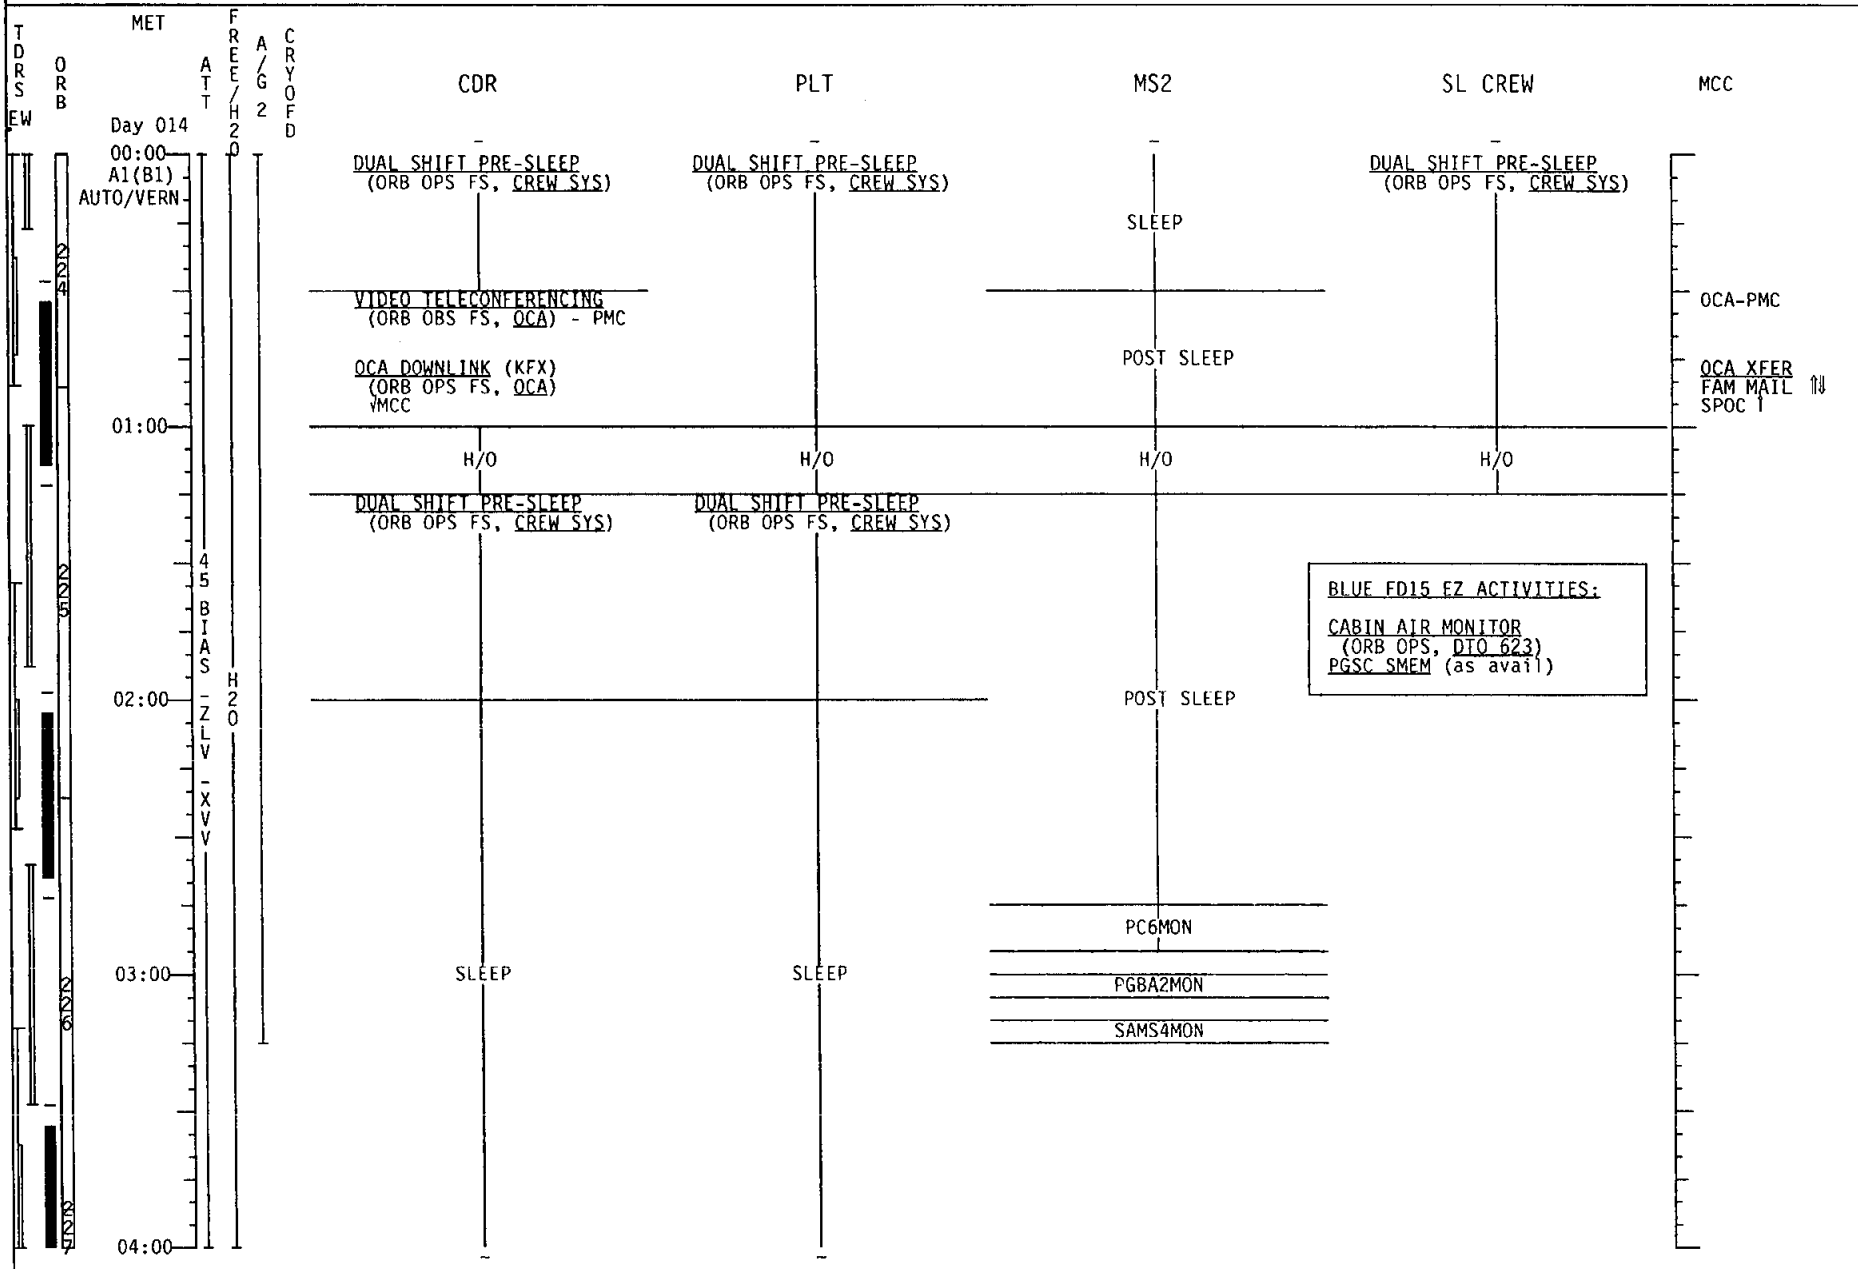 MET
TDRS
EW
ORB
ATT
FREE/H20
A/G 2
CRYOFD
CDR
PLT
MS2
SL CREW
MCC
Day 014
00:00
A1(B1)
AUTO/VERN
DUAL SHIFT PRE-SLEEP
(ORB OPS FS, CREW SYS)
DUAL SHIFT PRE-SLEEP
(ORB OPS FS, CREW SYS)
DUAL SHIFT PRE-SLEEP
(ORB OPS FS, CREW SYS)
SLEEP
224
VIDEO TELECONFERENCING
(ORB OBS FS, OCA) - PMC
OCA-PMC
OCA DOWNLINK (KFX)
(ORB OPS FS, OCA)
√MCC
POST SLEEP
OCA XFER
FAM MAIL ⇑⇓
SPOC ↑
01:00
H/O
H/O
H/O
H/O
DUAL SHIFT PRE-SLEEP
(ORB OPS FS, CREW SYS)
DUAL SHIFT PRE-SLEEP
(ORB OPS FS, CREW SYS)
225
45 BIAS -ZLV -XVV
H20
BLUE FD15 EZ ACTIVITIES:
CABIN AIR MONITOR
(ORB OPS, DTO 623)
PGSC SMEM (as avail)
02:00
POST SLEEP
PC6MON
03:00
SLEEP
SLEEP
PGBA2MON
226
SAMS4MON
227
04:00